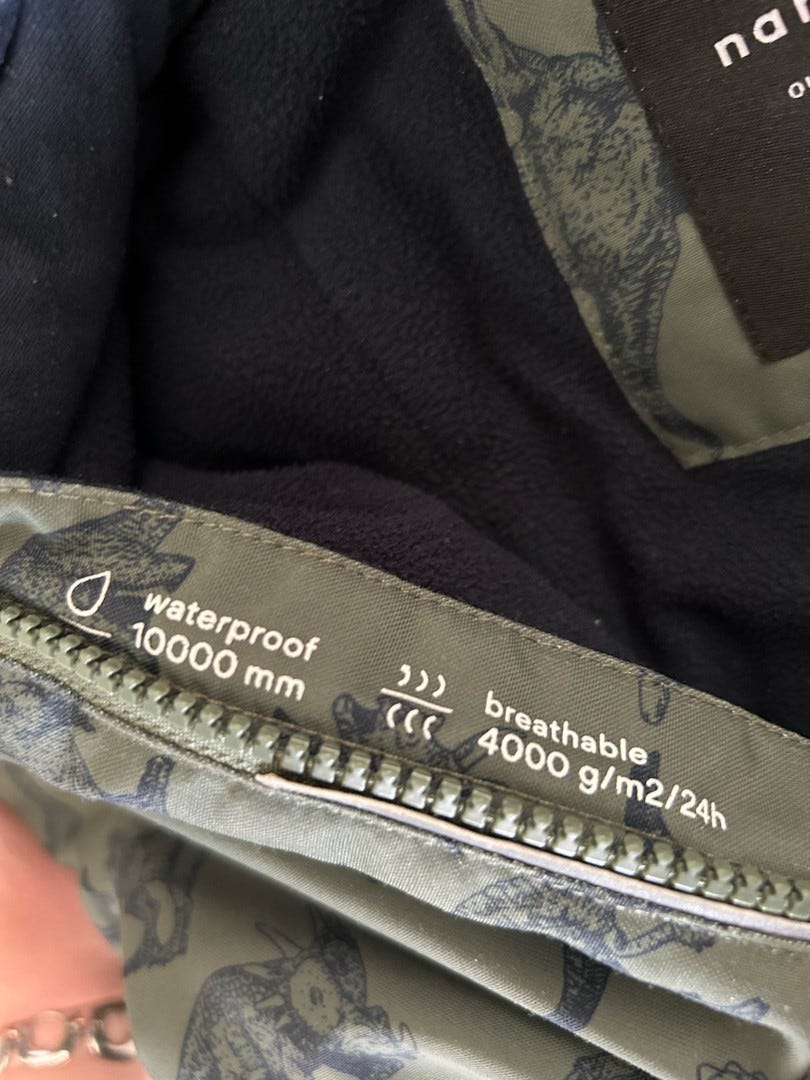 waterproof
10000 mm
breathable
4000 g/m2/24h